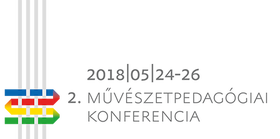 2018|05|24-26
2. MŰVÉSZETPEDAGÓGIAI
KONFERENCIA